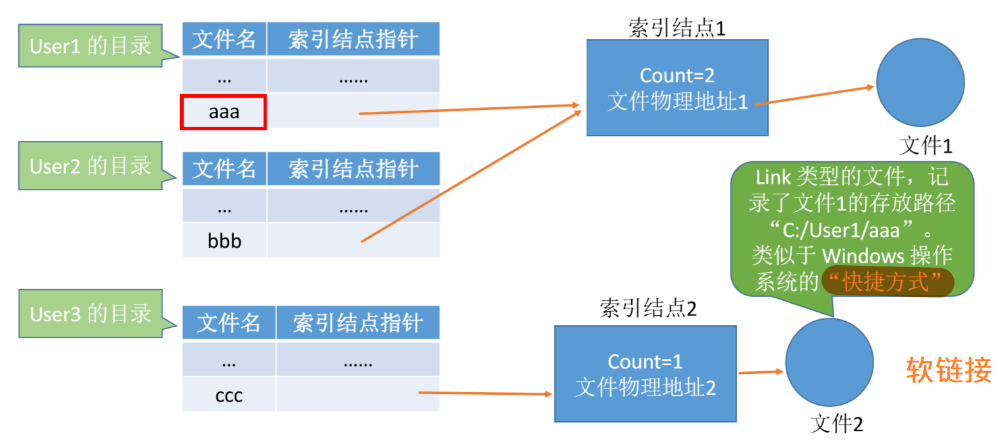 User1 的目录
文件名 索引结点指针
... ......
aaa
User2 的目录
文件名 索引结点指针
... ......
bbb
User3 的目录
文件名 索引结点指针
... ......
ccc
索引结点1
Count=2
文件物理地址1
文件1
Link 类型的文件，记
录了文件1的存放路径
“C:/User1/aaa”。
类似于 Windows 操作
系统的“快捷方式”
索引结点2
Count=1
文件物理地址2
文件2
软链接